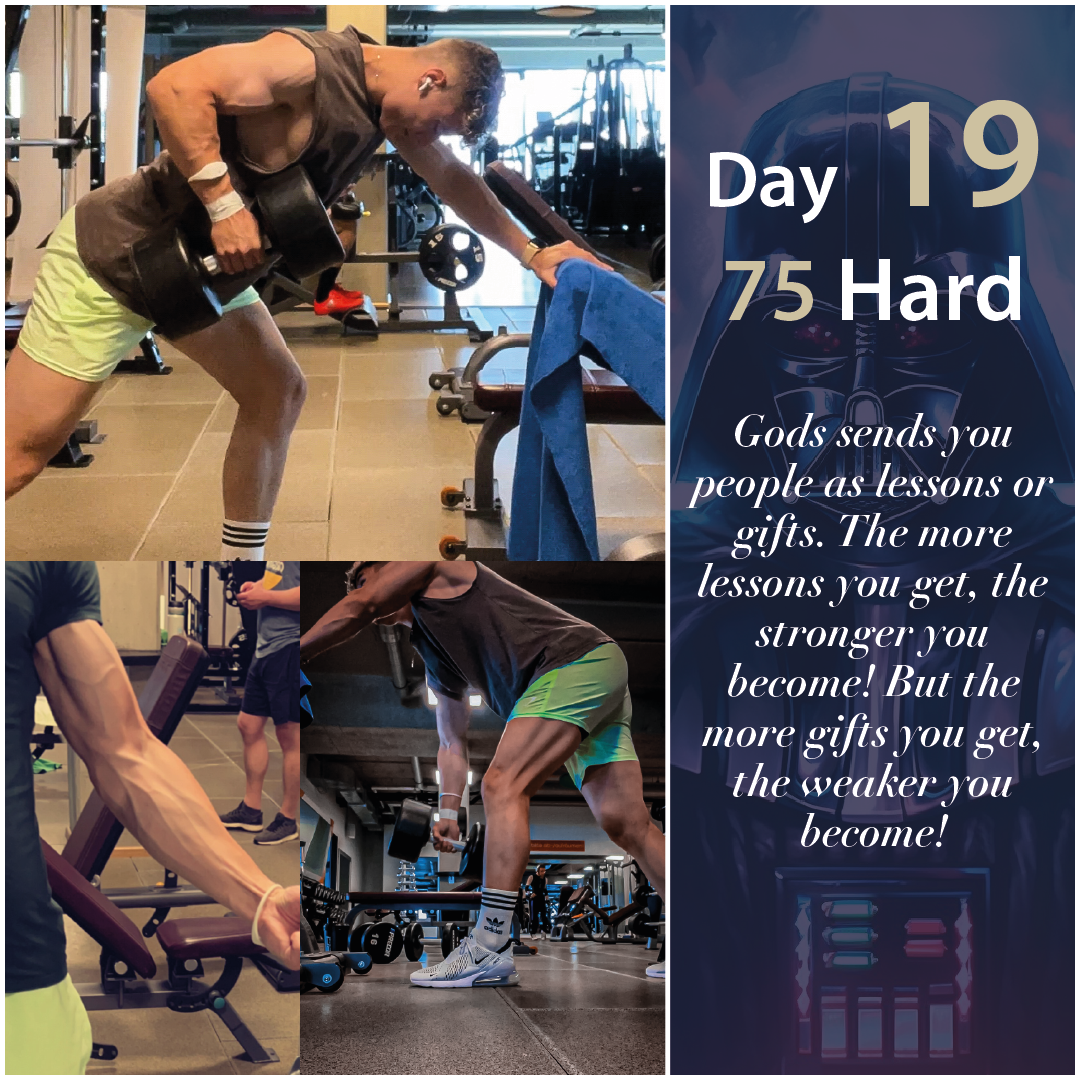 Day 19
75 Hard
Gods sends you
people as lessons or
gifts. The more
lessons you get, the
stronger you
become! But the
more gifts you get,
the weaker you
become!
adidas